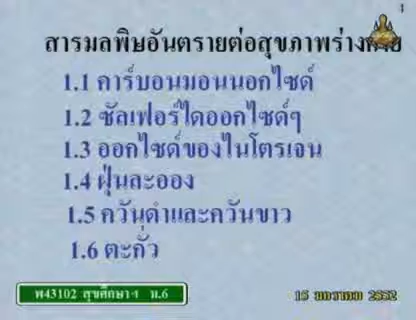 สารมลพิษอันตรายต่อสุขภาพร่างกาย
1.1 คาร์บอนมอนนอกไซด์
1.2 ซัลเฟอร์ไดออกไซด์ๆ
1.3 ออกไซด์ของไนโตรเจน
1.4 ฝุ่นละออง
1.5 ควันดำและควันขาว
1.6 ตะกั่ว
พ43102 สุขศึกษาฯ ม.6
15 มกราคม 2552